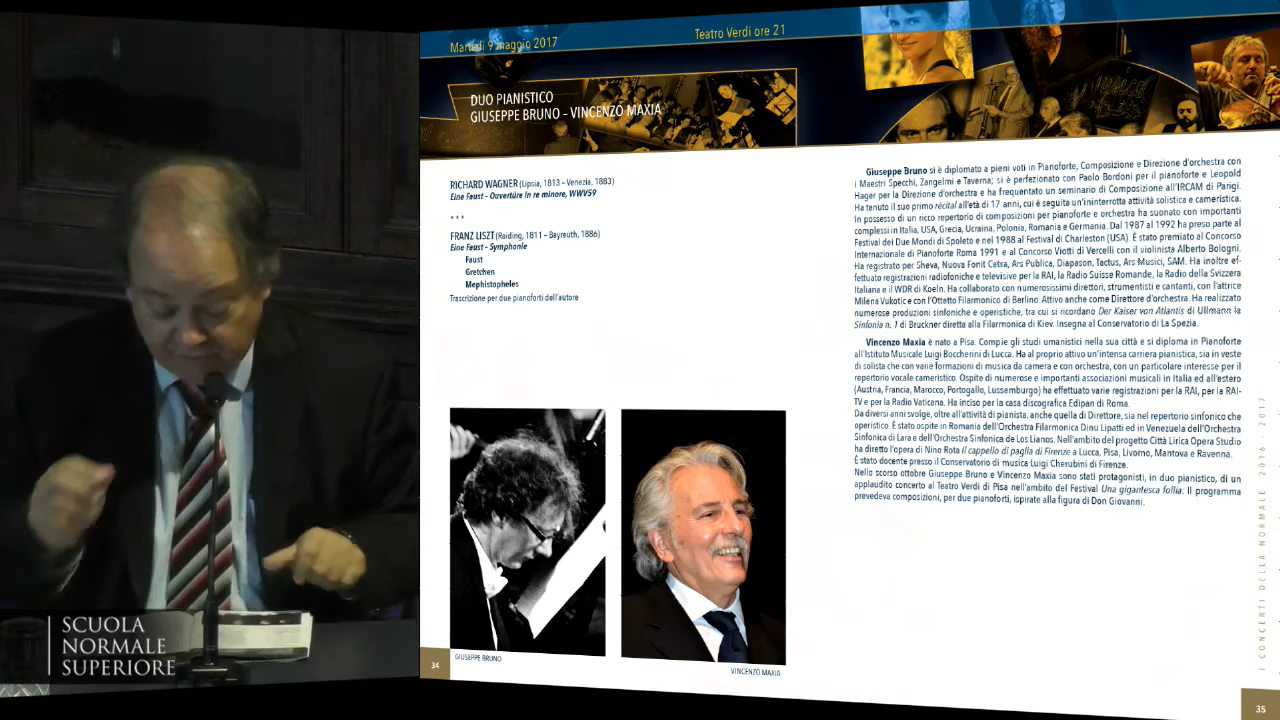 Martedì 9 maggio 2017
Teatro Verdi ore 21
DUO PIANISTICO
GIUSEPPE BRUNO – VINCENZO MAXIA
RICHARD WAGNER (Lipsia, 1813 – Venezia, 1883)
Eine Faust – Ouvertüre in re minore, WWV59
* * *
FRANZ LISZT (Raiding, 1811 – Bayreuth, 1886)
Eine Faust – Symphonie
Faust
Gretchen
Mephistopheles
Trascrizione per due pianoforti dell'autore
GIUSEPPE BRUNO
VINCENZO MAXIA
34
Giuseppe Bruno si è diplomato a pieni voti in Pianoforte, Composizione e Direzione d'orchestra con
i Maestri Specchi, Zangelmi e Taverna; si è perfezionato con Paolo Bordoni per il pianoforte e Leopold
Hager per la Direzione d'orchestra e ha frequentato un seminario di Composizione all'IRCAM di Parigi.
Ha tenuto il suo primo récital all'età di 17 anni, cui è seguita un'ininterrotta attività solistica e cameristica.
In possesso di un ricco repertorio di composizioni per pianoforte e orchestra ha suonato con importanti
complessi in Italia, USA, Grecia, Ucraina, Polonia, Romania e Germania. Dal 1987 al 1992 ha preso parte al
Festival dei Due Mondi di Spoleto e nel 1988 al Festival di Charleston (USA). È stato premiato al Concorso
Internazionale di Pianoforte Roma 1991 e al Concorso Viotti di Vercelli con il violinista Alberto Bologni.
Ha registrato per Sheva, Nuova Fonit Cetra, Ars Publica, Diapason, Tactus, Ars Musici, SAM. Ha inoltre ef-
fettuato registrazioni radiofoniche e televisive per la RAI, la Radio Suisse Romande, la Radio della Svizzera
Italiana e il WDR di Koeln. Ha collaborato con numerosissimi direttori, strumentisti e cantanti, con l'attrice
Milena Vukotic e con l'Ottetto Filarmonico di Berlino. Attivo anche come Direttore d'orchestra. Ha realizzato
numerose produzioni sinfoniche e operistiche, tra cui si ricordano Der Kaiser von Atlantis di Ullmann la
Sinfonia n. 1 di Bruckner diretta alla Filarmonica di Kiev. Insegna al Conservatorio di La Spezia.
Vincenzo Maxia è nato a Pisa. Compie gli studi umanistici nella sua città e si diploma in Pianoforte
all'Istituto Musicale Luigi Boccherini di Lucca. Ha al proprio attivo un'intensa carriera pianistica, sia in veste
di solista che con varie formazioni di musica da camera e con orchestra, con un particolare interesse per il
repertorio vocale cameristico. Ospite di numerose e importanti associazioni musicali in Italia ed all'estero
(Austria, Francia, Marocco, Portogallo, Lussemburgo) ha effettuato varie registrazioni per la RAI, per la RAI-
TV e per la Radio Vaticana. Ha inciso per la casa discografica Edipan di Roma.
Da diversi anni svolge, oltre all'attività di pianista, anche quella di Direttore, sia nel repertorio sinfonico che
operistico. È stato ospite in Romania dell'Orchestra Filarmonica Dinu Lipatti ed in Venezuela dell'Orchestra
Sinfonica di Lara e dell'Orchestra Sinfonica de Los Llanos. Nell'ambito del progetto Città Lirica Opera Studio
ha diretto l'opera di Nino Rota Il cappello di paglia di Firenze a Lucca, Pisa, Livorno, Mantova e Ravenna.
È stato docente presso il Conservatorio di musica Luigi Cherubini di Firenze.
Nello scorso ottobre Giuseppe Bruno e Vincenzo Maxia sono stati protagonisti, in duo pianistico, di un
applaudito concerto al Teatro Verdi di Pisa nell'ambito del Festival Una gigantesca follia. Il programma
prevedeva composizioni, per due pianoforti, ispirate alla figura di Don Giovanni.
I CONCERTI DELLA NORMALE 2016 - 2017
35
SCUOLA
NORMALE
SUPERIORE